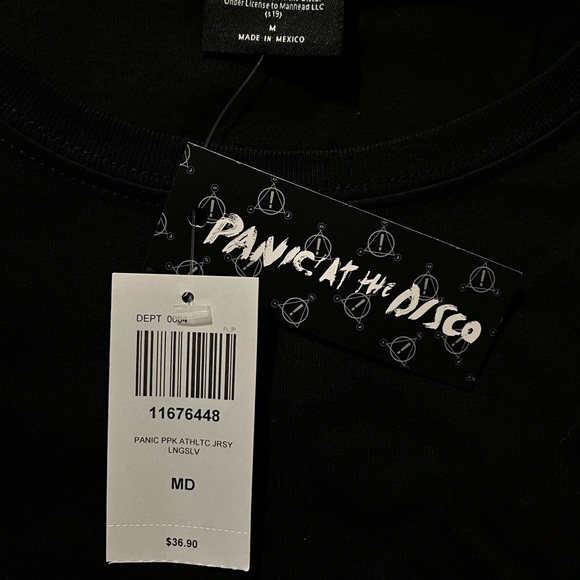 Under License to Manhead LLC
(s19)
M
MADE IN MEXICO
PANIC AT the DISCO
DEPT 0004
11676448
PANIC PPK ATHLTC JRSY
LNGSLV
MD
$36.90